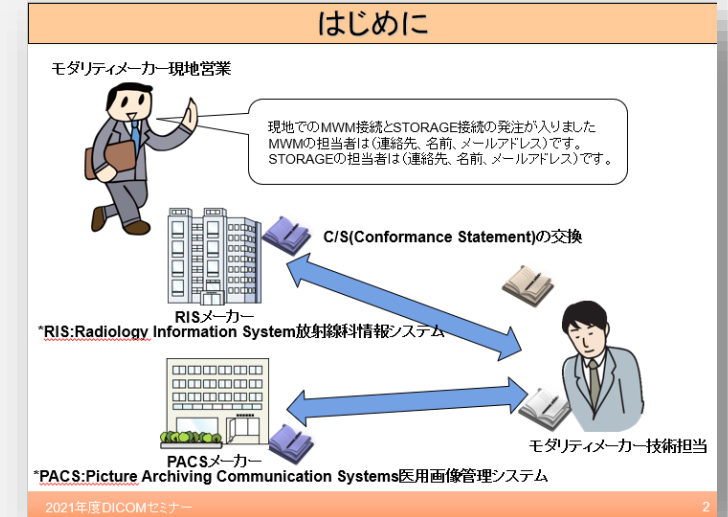 はじめに
モダリティメーカー現地営業
現地でのMWM接続とSTORAGE接続の発注が入りました
MWMの担当者は（連絡先、名前、メールアドレス）です。
STORAGEの担当者は（連絡先、名前、メールアドレス）です。
C/S(Conformance Statement)の交換
RISメーカー
*RIS:Radiology Information System放射線科情報システム
PACSメーカー
モダリティメーカー技術担当
*PACS:Picture Archiving Communication Systems医用画像管理システム
2021年度DICOMセミナー
2